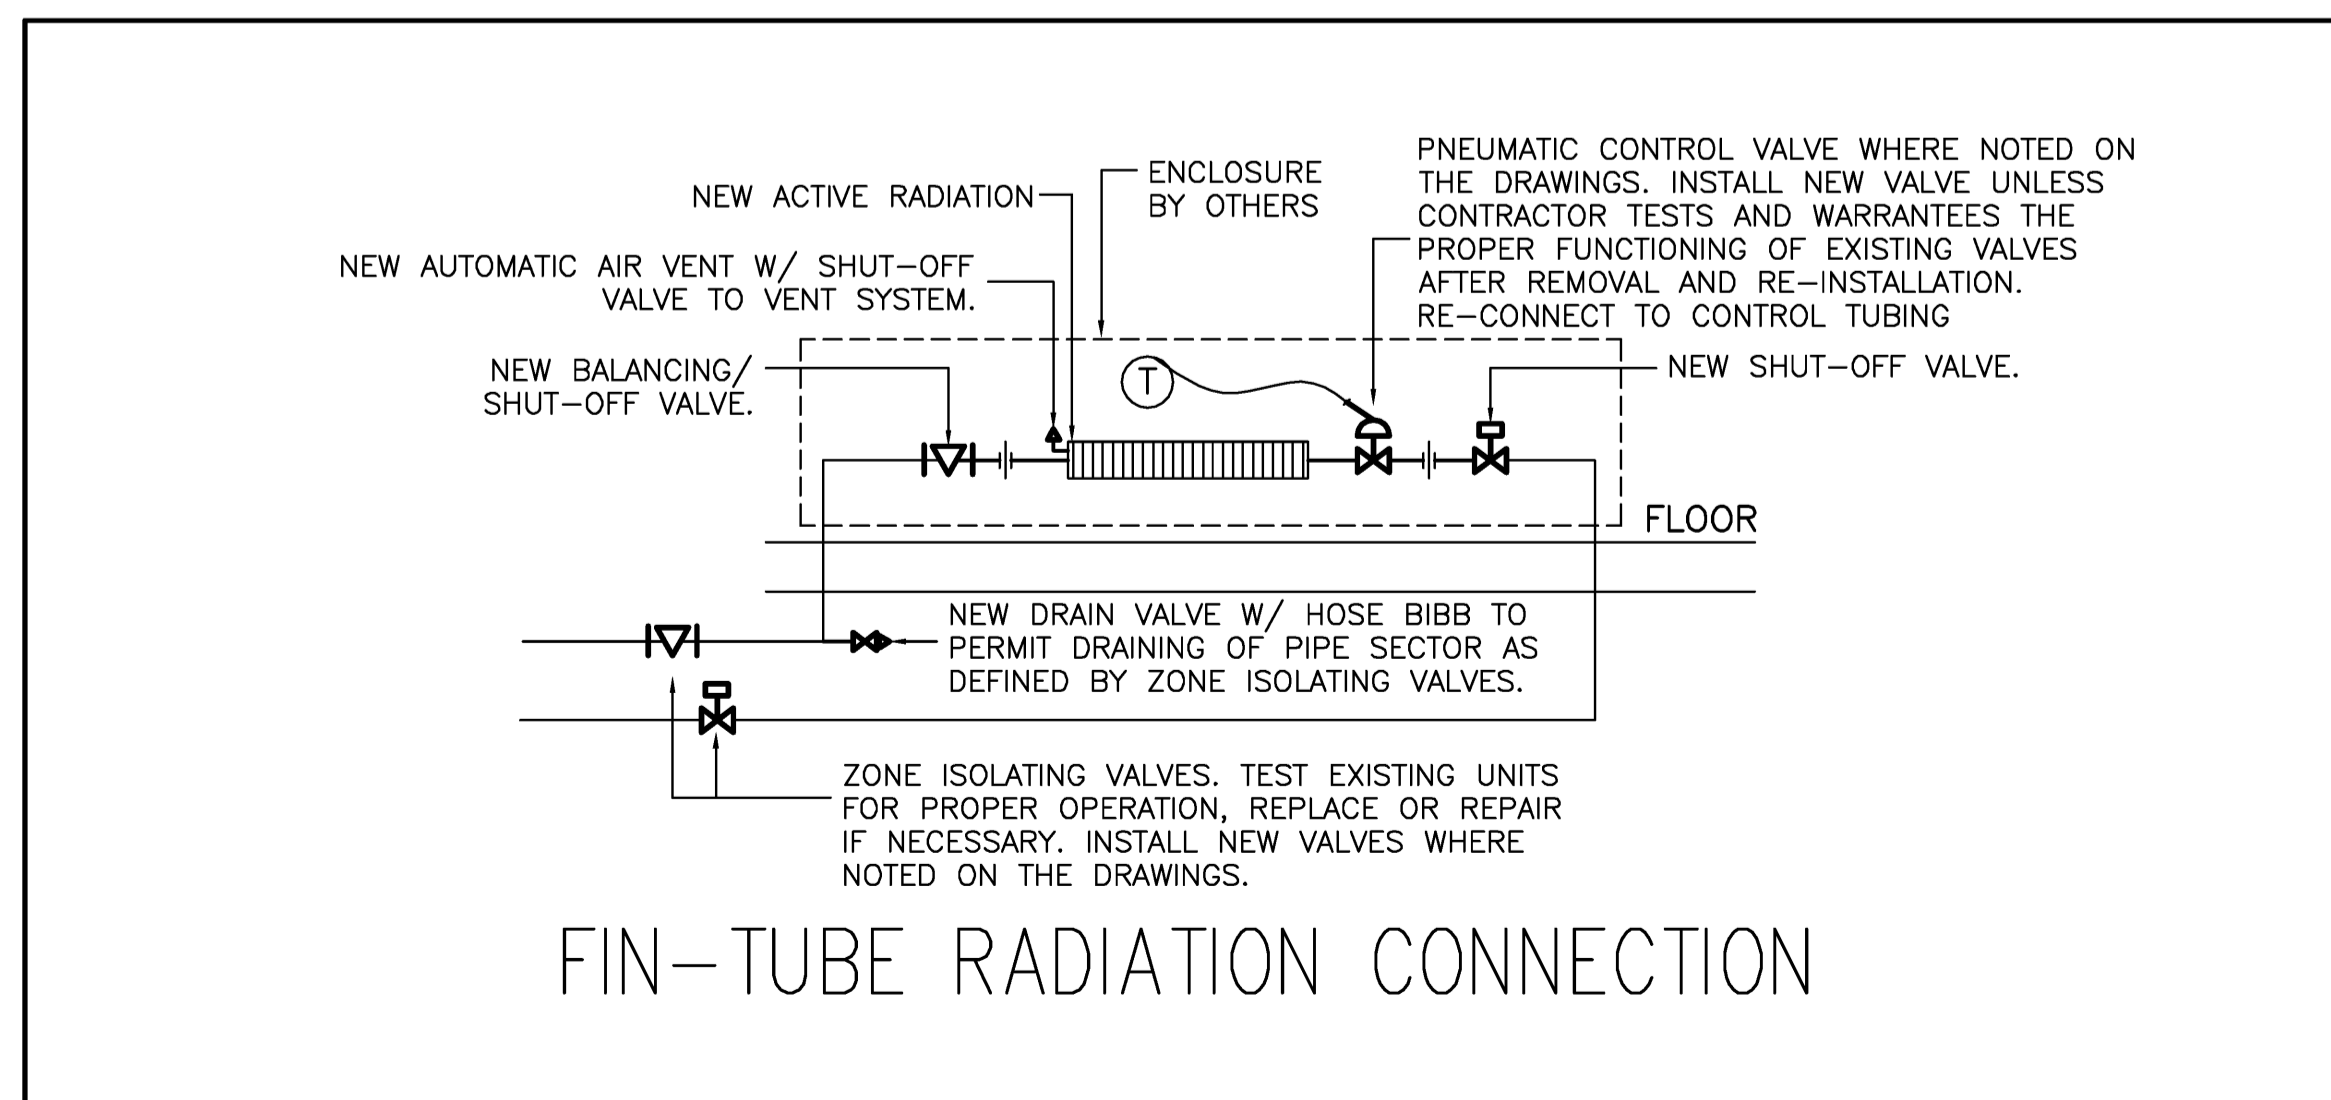 NEW ACTIVE RADIATION
ENCLOSURE
BY OTHERS
PNEUMATIC CONTROL VALVE WHERE NOTED ON
THE DRAWINGS. INSTALL NEW VALVE UNLESS
CONTRACTOR TESTS AND WARRANTEES THE
PROPER FUNCTIONING OF EXISTING VALVES
AFTER REMOVAL AND RE-INSTALLATION.
RE-CONNECT TO CONTROL TUBING
NEW AUTOMATIC AIR VENT W/ SHUT-OFF
VALVE TO VENT SYSTEM.
NEW BALANCING/
SHUT-OFF VALVE.
T
NEW SHUT-OFF VALVE.
FLOOR
NEW DRAIN VALVE W/ HOSE BIBB TO
PERMIT DRAINING OF PIPE SECTOR AS
DEFINED BY ZONE ISOLATING VALVES.
ZONE ISOLATING VALVES. TEST EXISTING UNITS
FOR PROPER OPERATION, REPLACE OR REPAIR
IF NECESSARY. INSTALL NEW VALVES WHERE
NOTED ON THE DRAWINGS.
FIN-TUBE RADIATION CONNECTION